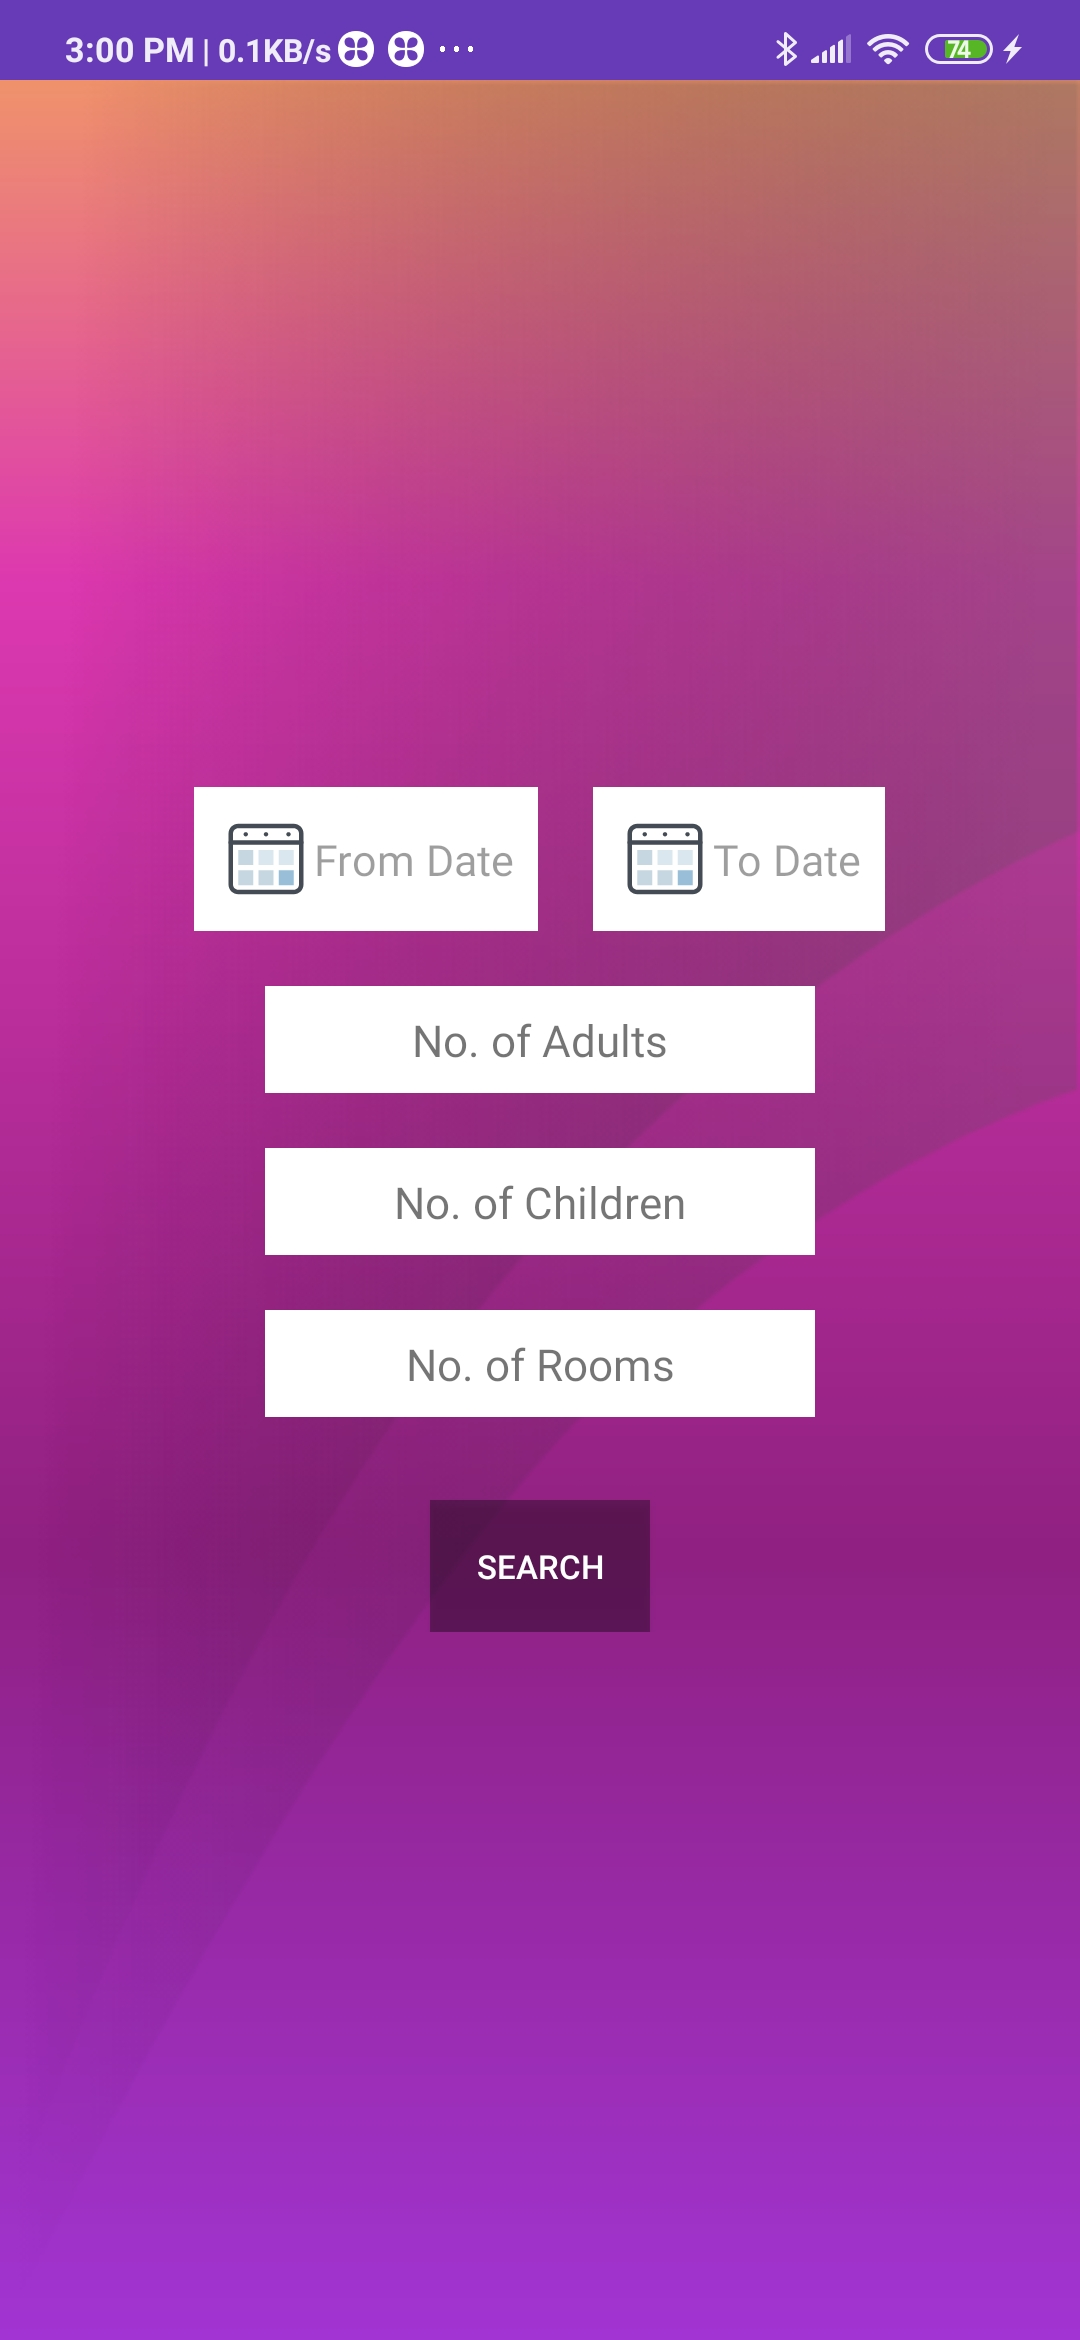 3:00 PM | 0.1KB/s ... 74
From Date To Date
No. of Adults
No. of Children
No. of Rooms
SEARCH